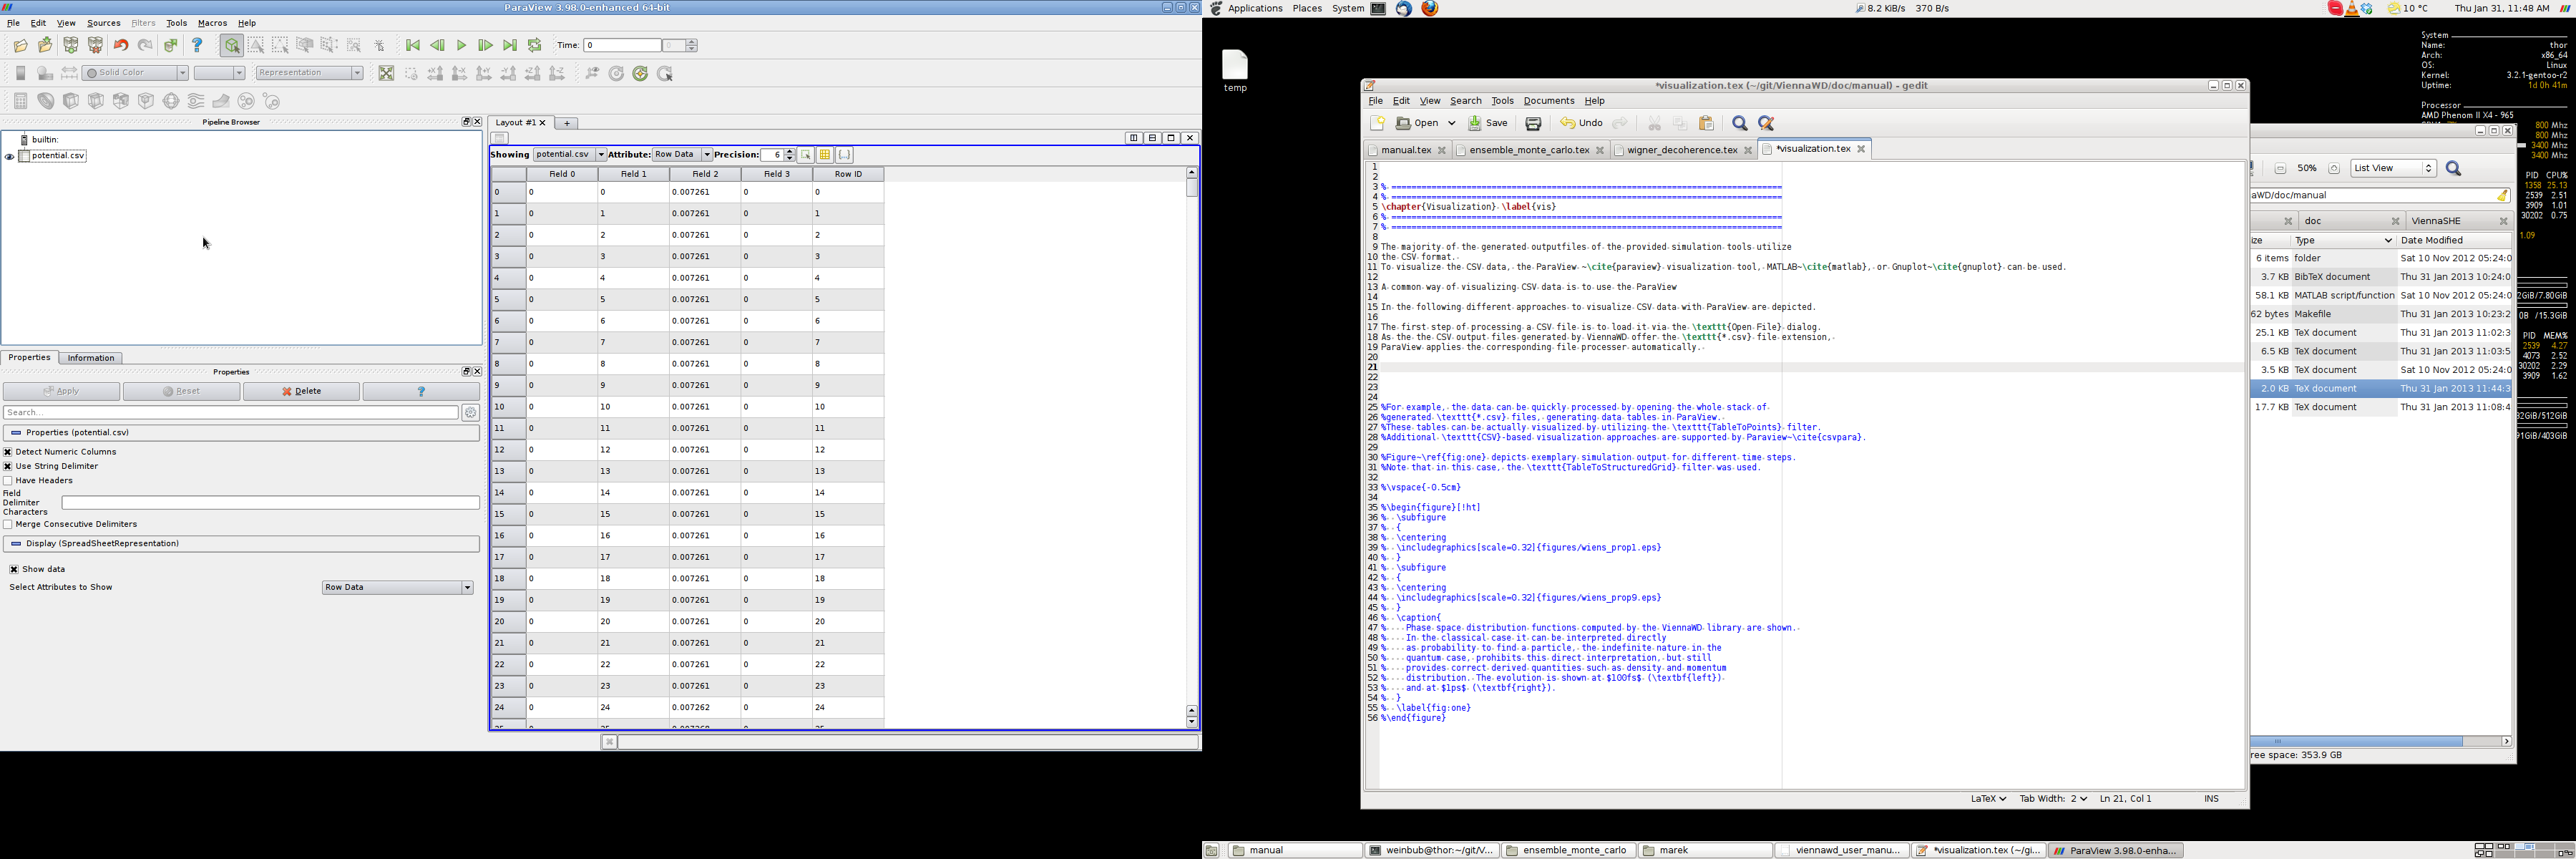 ParaView 3.98.0-enhanced 64-bit
File Edit View Sources Filters Tools Macros Help
Time: 0
Solid Color Representation
Pipeline Browser
builtin:
potential.csv
Properties Information
Properties
Apply Reset Delete ?
Search...
Properties (potential.csv)
Detect Numeric Columns
Use String Delimiter
Have Headers
Field
Delimiter
Characters
Merge Consecutive Delimiters
Display (SpreadSheetRepresentation)
Show data
Select Attributes to Show Row Data
Layout #1 × +
Showing potential.csv Attribute: Row Data Precision: 6
Field 0 Field 1 Field 2 Field 3 Row ID
0 0 0 0.007261 0 0
1 0 1 0.007261 0 1
2 0 2 0.007261 0 2
3 0 3 0.007261 0 3
4 0 4 0.007261 0 4
5 0 5 0.007261 0 5
6 0 6 0.007261 0 6
7 0 7 0.007261 0 7
8 0 8 0.007261 0 8
9 0 9 0.007261 0 9
10 0 10 0.007261 0 10
11 0 11 0.007261 0 11
12 0 12 0.007261 0 12
13 0 13 0.007261 0 13
14 0 14 0.007261 0 14
15 0 15 0.007261 0 15
16 0 16 0.007261 0 16
17 0 17 0.007261 0 17
18 0 18 0.007261 0 18
19 0 19 0.007261 0 19
20 0 20 0.007261 0 20
21 0 21 0.007261 0 21
22 0 22 0.007261 0 22
23 0 23 0.007261 0 23
24 0 24 0.007262 0 24
Applications Places System 8.2 KiB/s 370 B/s 10 °C Thu Jan 31, 11:48 AM
temp
*visualization.tex (~/git/ViennaWD/doc/manual) - gedit
File Edit View Search Tools Documents Help
Open Save Undo
manual.tex ensemble_monte_carlo.tex wigner_decoherence.tex *visualization.tex
1
2
3 % ==============================================================================
4 % ==============================================================================
5 \chapter{Visualization} \label{vis}
6 % ==============================================================================
7 % ==============================================================================
8
9 The majority of the generated outputfiles of the provided simulation tools utilize
10 the CSV format.
11 To visualize the CSV data, the ParaView ~\cite{paraview} visualization tool, MATLAB~\cite{matlab}, or Gnuplot~\cite{gnuplot} can be used.
12
13 A common way of visualizing CSV data is to use the ParaView
14
15 In the following different approaches to visualize CSV data with ParaView are depicted.
16
17 The first step of processing a CSV file is to load it via the \texttt{Open File} dialog.
18 As the the CSV output files generated by ViennaWD offer the \texttt{*.csv} file extension,
19 ParaView applies the corresponding file processer automatically.
20
21
22
23
24
25 %For example, the data can be quickly processed by opening the whole stack of
26 %generated \texttt{*.csv} files, generating data tables in ParaView.
27 %These tables can be actually visualized by utilizing the \texttt{TableToPoints} filter.
28 %Additional \texttt{CSV}-based visualization approaches are supported by Paraview~\cite{csvpara}.
29
30 %Figure~\ref{fig:one} depicts exemplary simulation output for different time steps.
31 %Note that in this case, the \texttt{TableToStructuredGrid} filter was used.
32
33 %\vspace{-0.5cm}
34
35 %\begin{figure}[!ht]
36 % \subfigure
37 % {
38 % \centering
39 % \includegraphics[scale=0.32]{figures/wiens_prop1.eps}
40 % }
41 % \subfigure
42 % {
43 % \centering
44 % \includegraphics[scale=0.32]{figures/wiens_prop9.eps}
45 % }
46 % \caption{
47 % Phase space distribution functions computed by the ViennaWD library are shown.
48 % In the classical case it can be interpreted directly
49 % as probability to find a particle, the indefinite nature in the
50 % quantum case, prohibits this direct interpretation, but still
51 % provides correct derived quantities such as density and momentum
52 % distribution. The evolution is shown at $100fs$ (\textbf{left})
53 % and at $1ps$ (\textbf{right}).
54 % }
55 % \label{fig:one}
56 %\end{figure}
LaTeX Tab Width: 2 Ln 21, Col 1 INS
50% List View
aWD/doc/manual
doc ViennaSHE
ize Type Date Modified
6 items folder Sat 10 Nov 2012 05:24:0
3.7 KB BibTeX document Thu 31 Jan 2013 10:24:0
58.1 KB MATLAB script/function Sat 10 Nov 2012 05:24:0
62 bytes Makefile Thu 31 Jan 2013 10:23:2
25.1 KB TeX document Thu 31 Jan 2013 11:02:3
6.5 KB TeX document Thu 31 Jan 2013 11:03:5
3.5 KB TeX document Sat 10 Nov 2012 05:24:0
2.0 KB TeX document Thu 31 Jan 2013 11:44:3
17.7 KB TeX document Thu 31 Jan 2013 11:08:4
ree space: 353.9 GB
System
Name: thor
x86_64
OS: Linux
Kernel: 3.2.1-gentoo-r2
Uptime: 1d 0h 41m
Processor
AMD Phenom II X4 - 965
800 Mhz
800 Mhz
3400 Mhz
3400 Mhz
PID CPU%
1358 25.13
2539 2.51
3909 1.01
30202 0.75
1.09
2GiB/7.80GiB
0B /15.3GiB
PID MEM%
2539 4.27
4073 2.52
30202 2.29
3909 1.62
92GiB/512GiB
91GiB/403GiB
manual weinbub@thor:~/git/V... ensemble_monte_carlo marek viennawd_user_manu... *visualization.tex (~/gi... ParaView 3.98.0-enha...